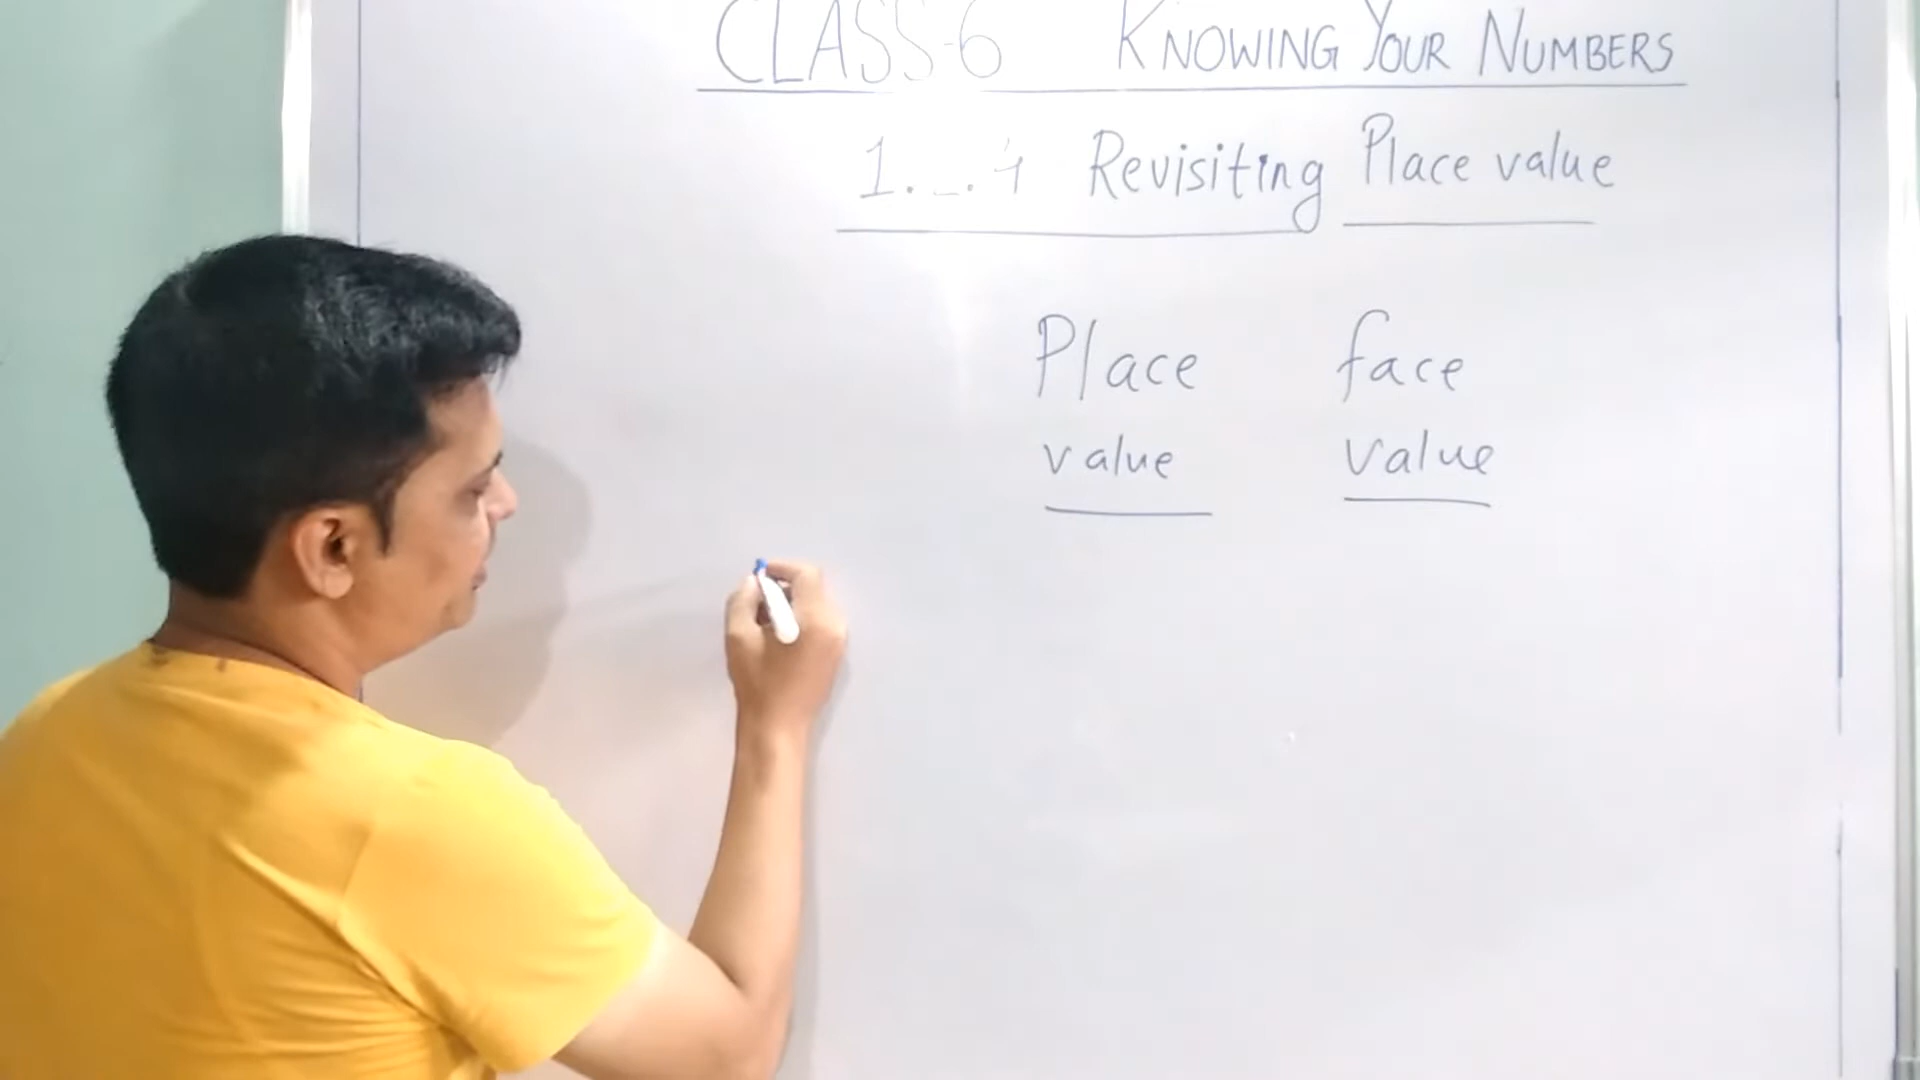 CLASS-6 KNOWING YOUR NUMBERS
1. .4 Revisiting Place value
Place face
value value